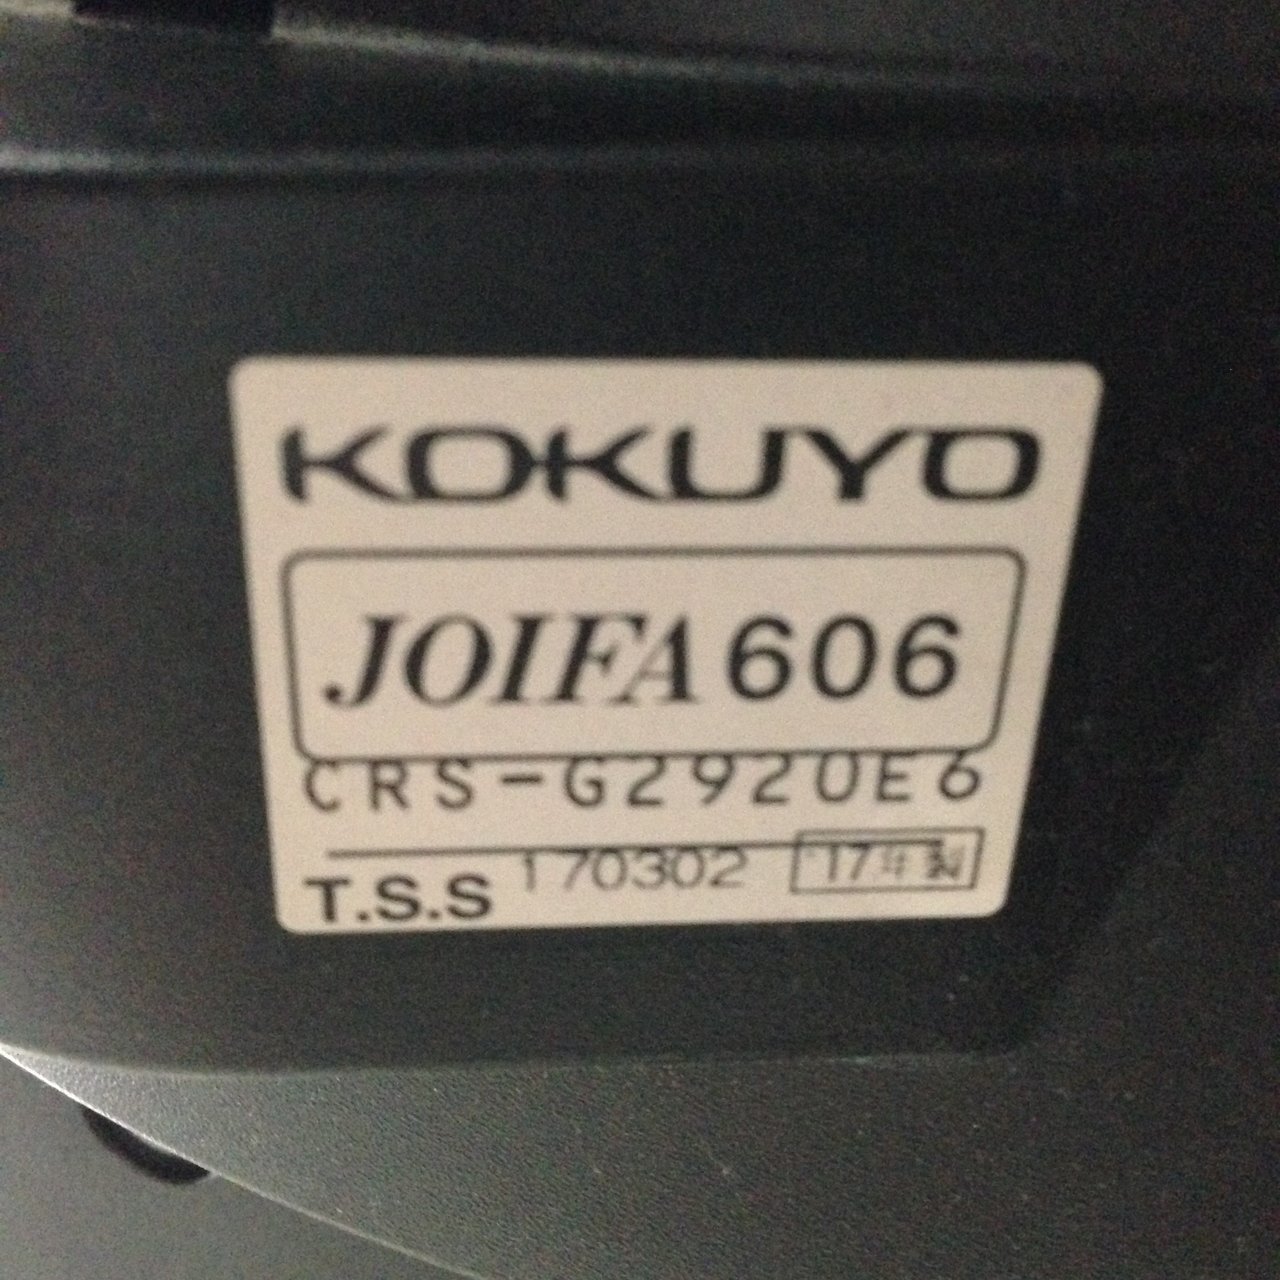 KOKUYO
JOIFA 606
CRS-G2920E6
T.S.S 170302 '17年製